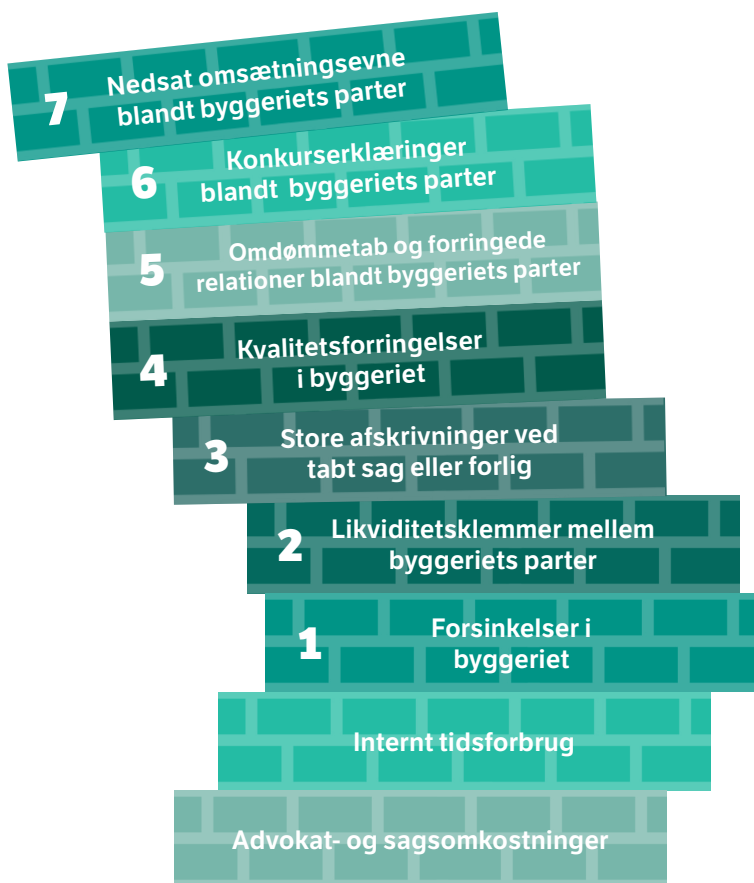 7 Nedsat omsætningsevne
blandt byggeriets parter
6 Konkurserklæringer
blandt byggeriets parter
5 Omdømmetab og forringede
relationer blandt byggeriets parter
4 Kvalitetsforringelser
i byggeriet
3 Store afskrivninger ved
tabt sag eller forlig
2 Likviditetsklemmer mellem
byggeriets parter
1 Forsinkelser i
byggeriet
Internt tidsforbrug
Advokat- og sagsomkostninger